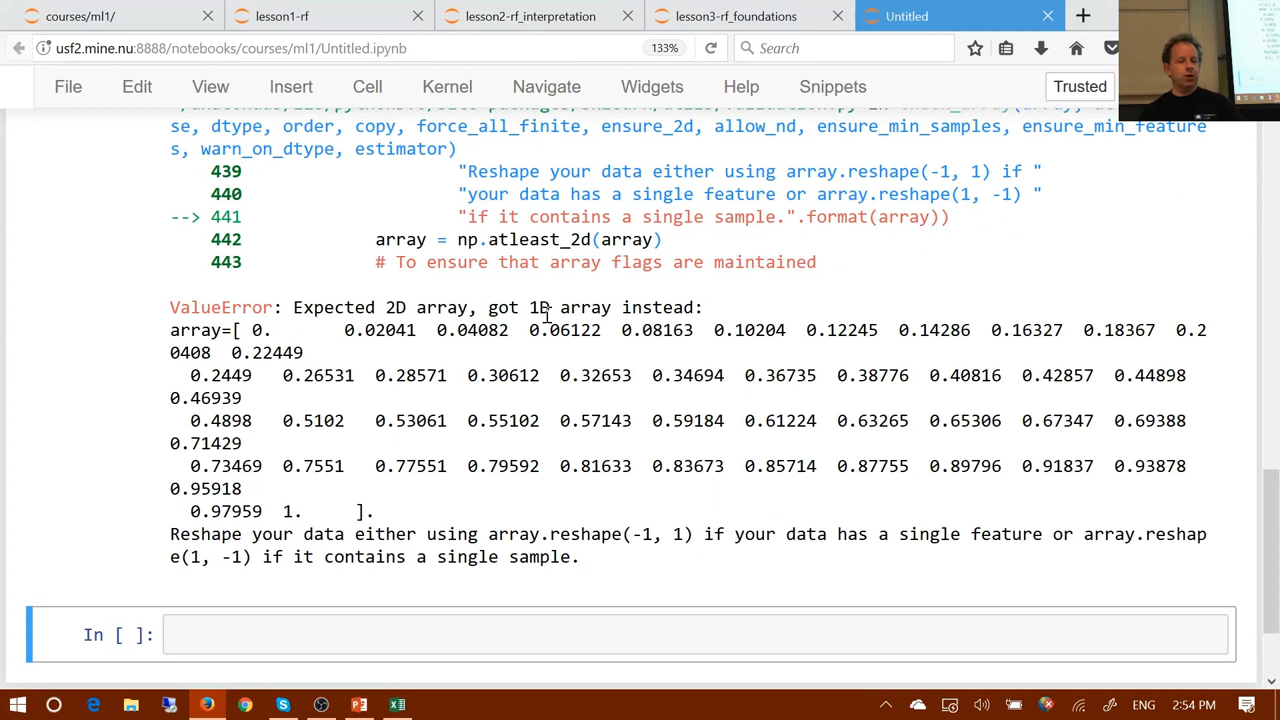 courses/ml1/
lesson1-rf
lesson2-rf_interpretation
lesson3-rf_foundations
Untitled
usf2.mine.nu:8888/notebooks/courses/ml1/Untitled.ipynb
133%
Search
File Edit View Insert Cell Kernel Navigate Widgets Help Snippets
Trusted
se, dtype, order, copy, force_all_finite, ensure_2d, allow_nd, ensure_min_samples, ensure_min_feature
s, warn_on_dtype, estimator)
439 "Reshape your data either using array.reshape(-1, 1) if "
440 "your data has a single feature or array.reshape(1, -1) "
--> 441 "if it contains a single sample.".format(array))
442 array = np.atleast_2d(array)
443 # To ensure that array flags are maintained
ValueError: Expected 2D array, got 1D array instead:
array=[ 0. 0.02041 0.04082 0.06122 0.08163 0.10204 0.12245 0.14286 0.16327 0.18367 0.2
0408 0.22449
0.2449 0.26531 0.28571 0.30612 0.32653 0.34694 0.36735 0.38776 0.40816 0.42857 0.44898
0.46939
0.4898 0.5102 0.53061 0.55102 0.57143 0.59184 0.61224 0.63265 0.65306 0.67347 0.69388
0.71429
0.73469 0.7551 0.77551 0.79592 0.81633 0.83673 0.85714 0.87755 0.89796 0.91837 0.93878
0.95918
0.97959 1. ].
Reshape your data either using array.reshape(-1, 1) if your data has a single feature or array.reshap
e(1, -1) if it contains a single sample.
In [ ]:
ENG 2:54 PM